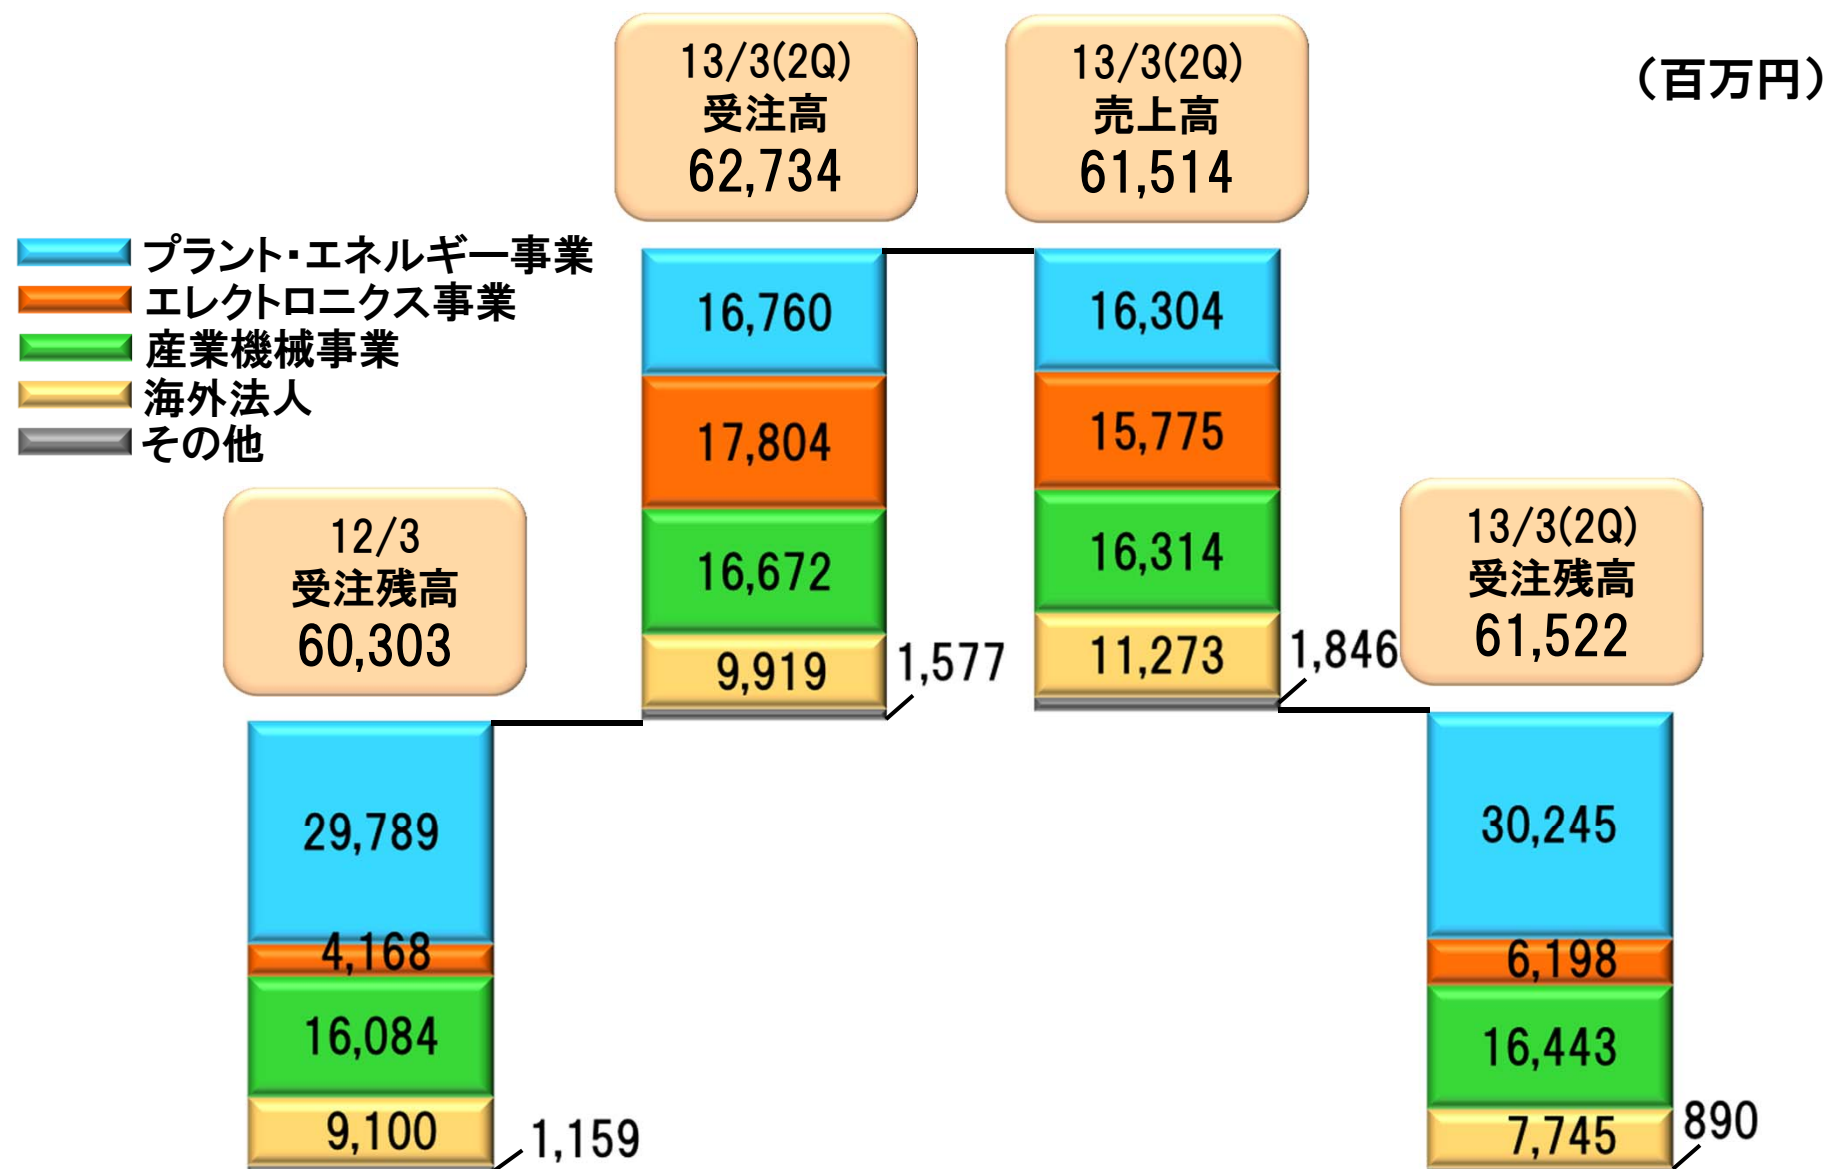 (百万円)
13/3(2Q)
受注高
62,734
13/3(2Q)
売上高
61,514
プラント・エネルギー事業
エレクトロニクス事業
産業機械事業
海外法人
その他
12/3
受注残高
60,303
13/3(2Q)
受注残高
61,522
29,789
4,168
16,084
9,100
1,159
16,760
17,804
16,672
9,919
1,577
16,304
15,775
16,314
11,273
1,846
30,245
6,198
16,443
7,745
890